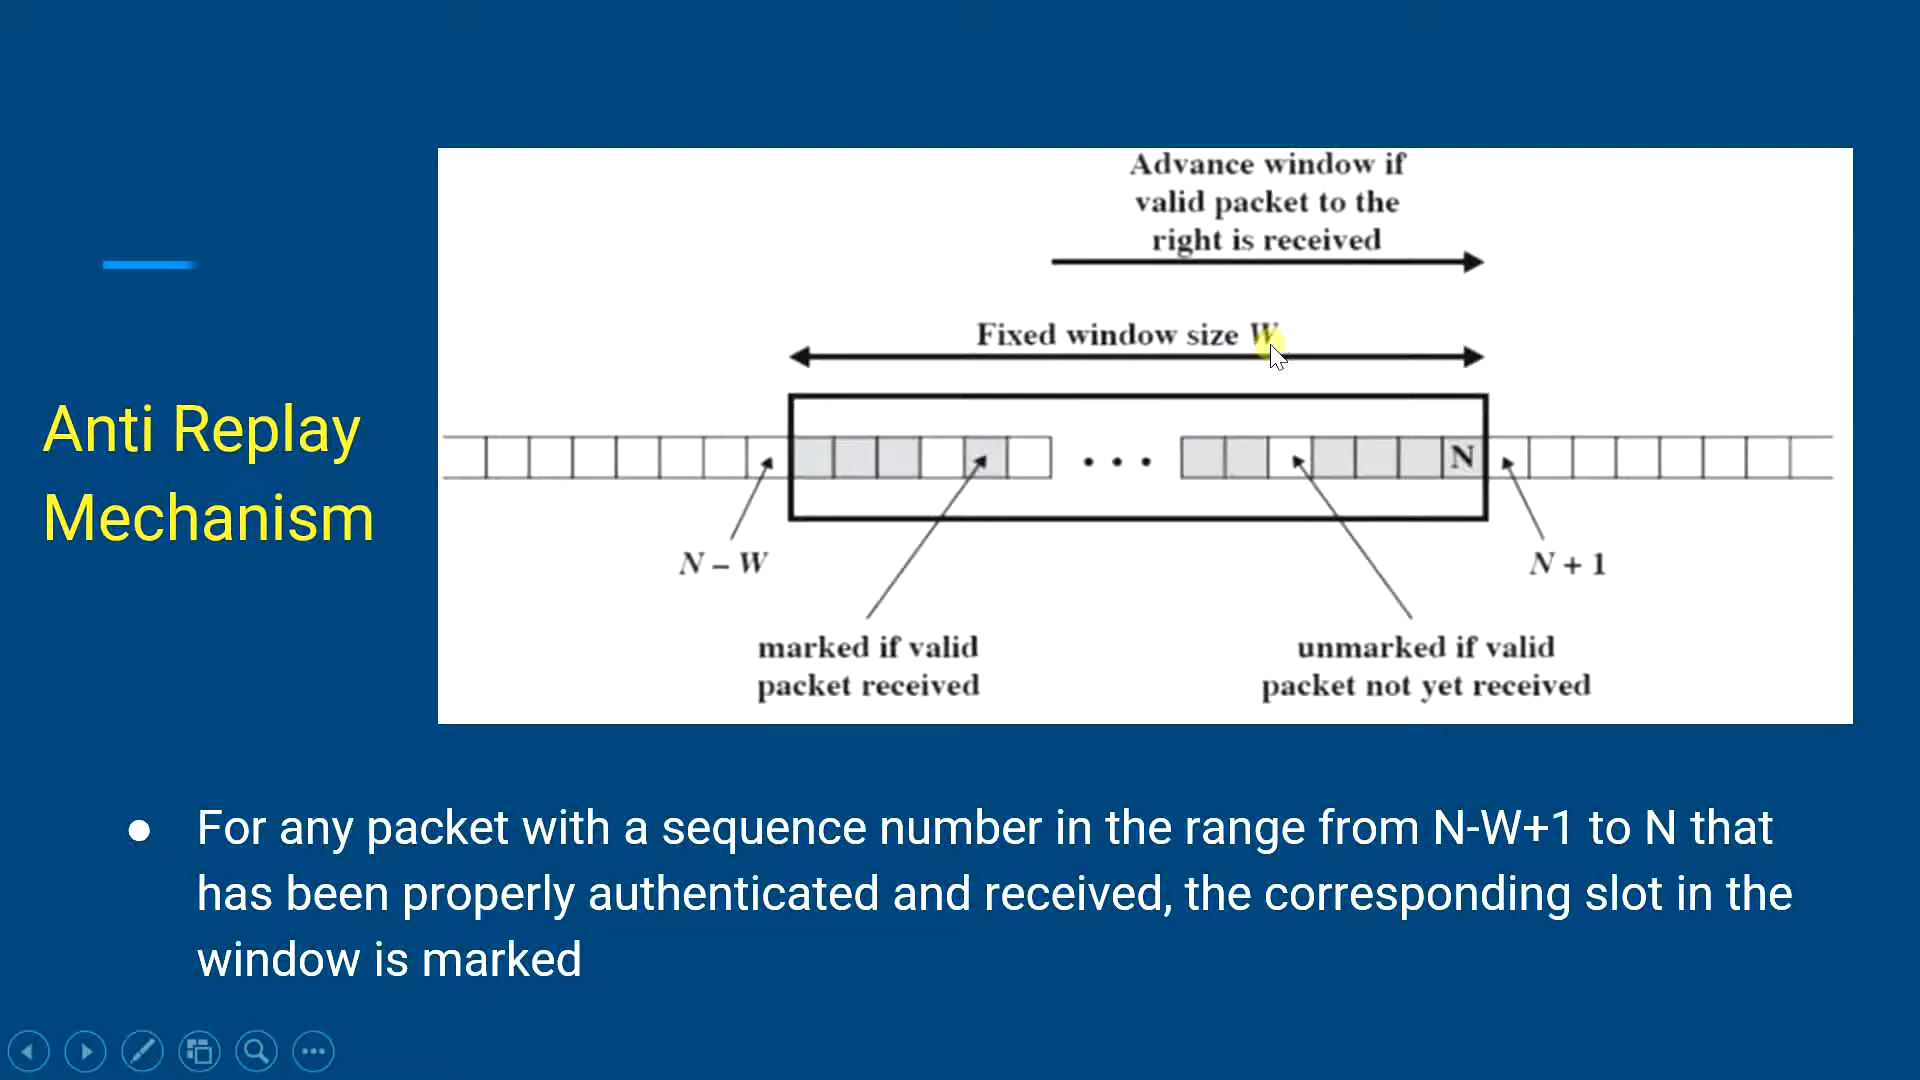 Anti Replay
Mechanism
Advance window if
valid packet to the
right is received
Fixed window size W
N
N – W
N + 1
marked if valid
packet received
unmarked if valid
packet not yet received
● For any packet with a sequence number in the range from N-W+1 to N that
has been properly authenticated and received, the corresponding slot in the
window is marked